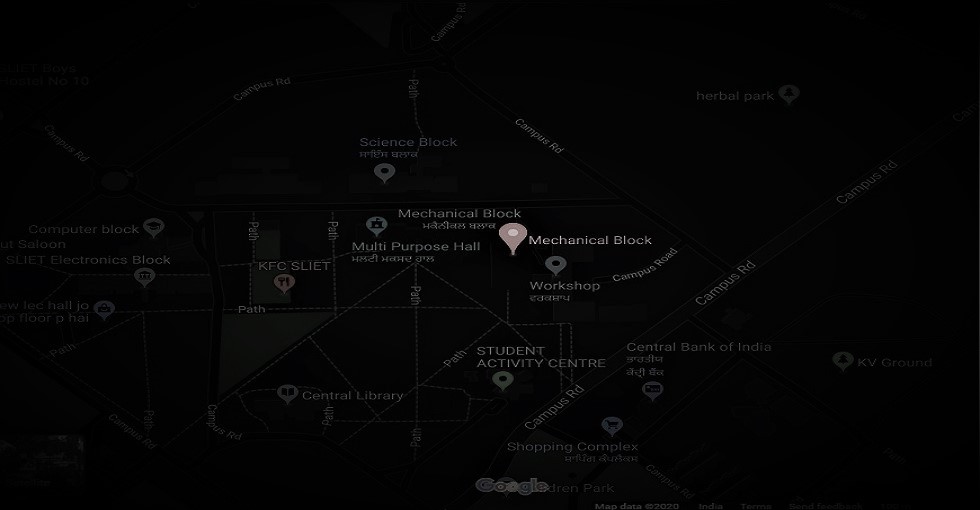 Campus Rd
SLIET Boys
Hostel No 10
Campus Rd
Path
herbal park
Campus Rd
Campus Rd
Science Block
ਸਾਇੰਸ ਬਲਾਕ
Campus Rd
Mechanical Block
ਮਕੈਨੀਕਲ ਬਲਾਕ
Computer block
Path
Path
Mechanical Block
ut Saloon
Multi Purpose Hall
ਮਲਟੀ ਮਕਸਦ ਹਾਲ
SLIET Electronics Block
KFC SLIET
Campus Road
Campus Rd
Workshop
ਵਰਕਸ਼ਾਪ
Path
ew lec hall jo
op floor p hai
Path
Path
STUDENT
ACTIVITY CENTRE
Path
Central Bank of India
ਭਾਰਤੀਯ
ਕੇਂਦ੍ਰੀ ਬੈਂਕ
KV Ground
Central Library
Campus Rd
Path
Path
Campus Rd
Campus Rd
Path
Shopping Complex
ਸ਼ਾਪਿੰਗ ਕੰਪਲੈਕਸ
Campus Rd
Google
ldren Park
Map data ©2020 India Terms Send feedback